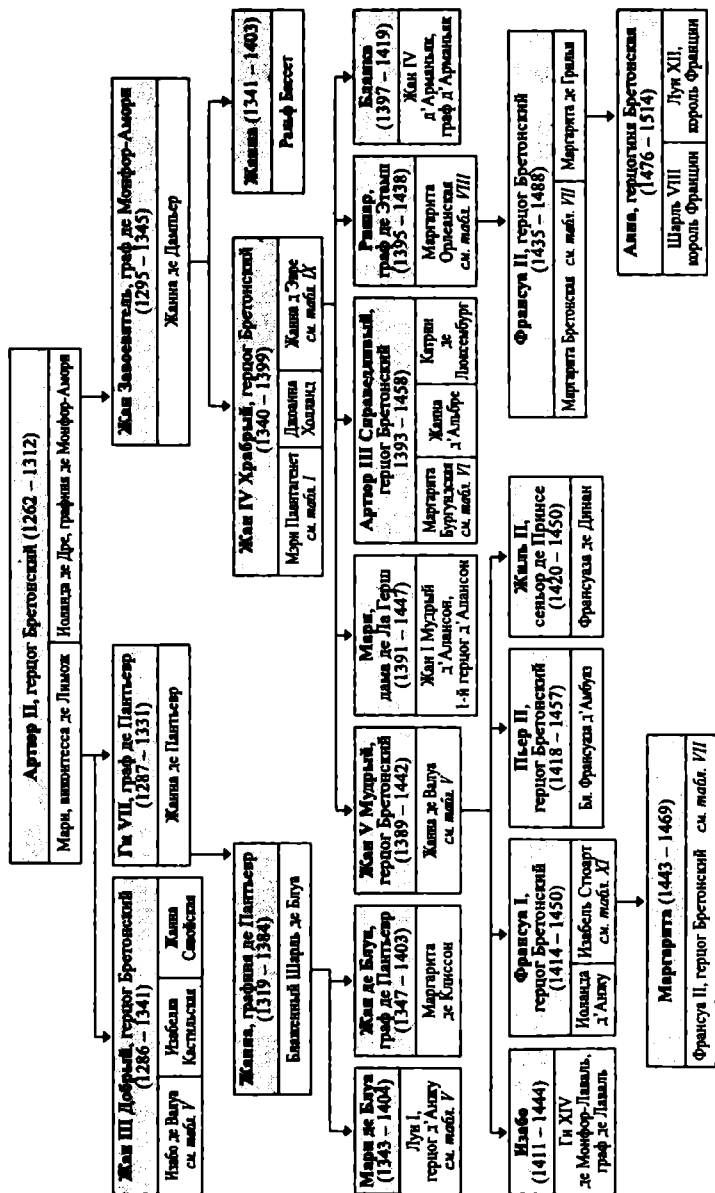 Артюр II, герцог Бретонский (1262 – 1312)
Мари, виконтесса де Лимож
Иоланда де Дре, графиня де Монфор-Амори
Жан III Добрый, герцог Бретонский
(1286 – 1341)
Изабо де Валуа
см. табл. V
Изабелла
Кастильская
Жанна
Савойская
Ги VII, граф де Пантьевр
(1287 – 1331)
Жанна де Пантьевр
Жан Завоеватель, граф де Монфор-Амори
(1295 – 1345)
Жанна де Дампьер
Жанна, графиня де Пантьевр
(1319 – 1384)
Блаженный Шарль де Блуа
Жан IV Храбрый, герцог Бретонский
(1340 – 1399)
Мэри Плантагенет
см. табл. I
Джоанна
Холланд
Жанна д'Эвре
см. табл. IX
Жанна (1341 – 1403)
Ральф Бассет
Мари де Блуа
(1343 – 1404)
Луи I,
герцог д'Анжу
см. табл. V
Жан де Блуа,
граф де Пантьевр
(1347 – 1403)
Маргарита
де Клиссон
Жан V Мудрый,
герцог Бретонский
(1389 – 1442)
Жанна де Валуа
см. табл. V
Мари,
дама де Ла Герш
(1391 – 1447)
Жан I Мудрый
д'Алансон,
1-й герцог д'Алансон
Артюр III Справедливый,
герцог Бретонский
1393 – 1458)
Маргарита
Бургундская
см. табл. VI
Жанна
д'Альбре
Катрин
де
Люксембург
Ришар,
граф де Этамп
(1395 – 1438)
Маргарита
Орлеанская
см. табл. VIII
Бланка
(1397 – 1419)
Жан IV
д'Арманьяк,
граф д'Арманьяк
Изабо
(1411 – 1444)
Ги XIV
де Монфор-Лаваль,
граф де Лаваль
Франсуа I,
герцог Бретонский
(1414 – 1450)
Иоланда
д'Анжу
Изабель Стюарт
см. табл. XI
Пьер II,
герцог Бретонский
(1418 – 1457)
Бл. Франсуаза д'Амбуаз
Жиль II,
сеньор де Принсе
(1420 – 1450)
Франсуаза де Динан
Франсуа II, герцог Бретонский
(1435 – 1488)
Маргарита Бретонская см. табл. VII
Маргарита де Грильи
Маргарита (1443 – 1469)
Франсуа II, герцог Бретонский см. табл. VII
Анна, герцогиня Бретонская
(1476 – 1514)
Шарль VIII
король Франции
Луи XII,
король Франции